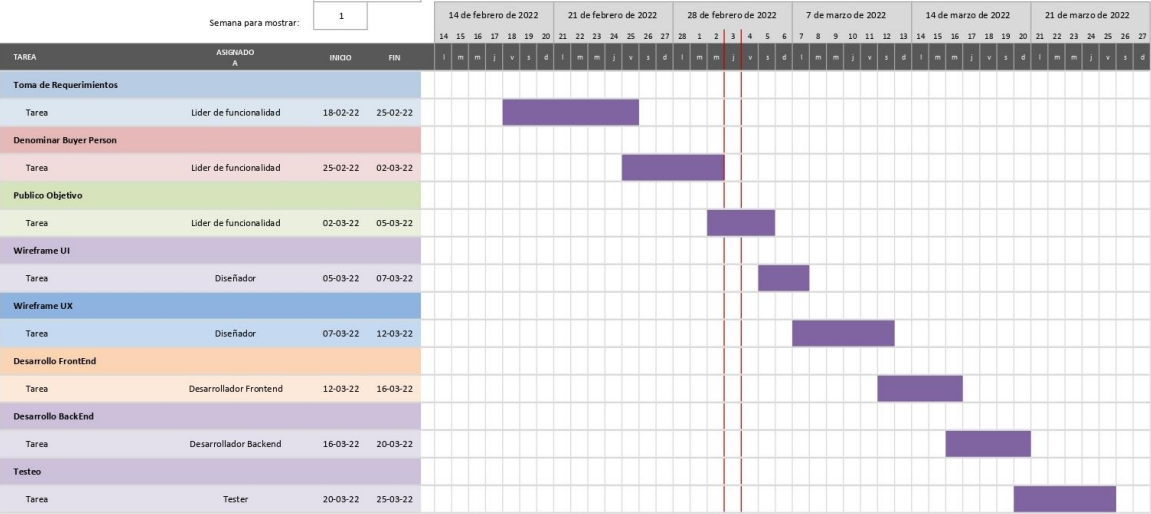 Semana para mostrar: 1
14 de febrero de 2022 21 de febrero de 2022 28 de febrero de 2022 7 de marzo de 2022 14 de marzo de 2022 21 de marzo de 2022
14 15 16 17 18 19 20 21 22 23 24 25 26 27 28 1 2 3 4 5 6 7 8 9 10 11 12 13 14 15 16 17 18 19 20 21 22 23 24 25 26 27
TAREA ASIGNADO A INICIO FIN l m m j v s d l m m j v s d l m m j v s d l m m j v s d l m m j v s d l m m j v s d
Toma de Requerimientos
Tarea Lider de funcionalidad 18-02-22 25-02-22
Denominar Buyer Person
Tarea Lider de funcionalidad 25-02-22 02-03-22
Publico Objetivo
Tarea Lider de funcionalidad 02-03-22 05-03-22
Wireframe UI
Tarea Diseñador 05-03-22 07-03-22
Wireframe UX
Tarea Diseñador 07-03-22 12-03-22
Desarrollo FrontEnd
Tarea Desarrollador Frontend 12-03-22 16-03-22
Desarrollo BackEnd
Tarea Desarrollador Backend 16-03-22 20-03-22
Testeo
Tarea Tester 20-03-22 25-03-22